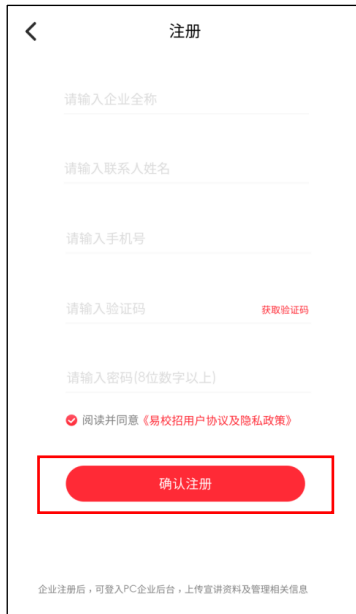 注册
请输入企业全称
请输入联系人姓名
请输入手机号
请输入验证码 获取验证码
请输入密码(8位数字以上)
阅读并同意《易校招用户协议及隐私政策》
确认注册
企业注册后，可登入PC企业后台，上传宣讲资料及管理相关信息